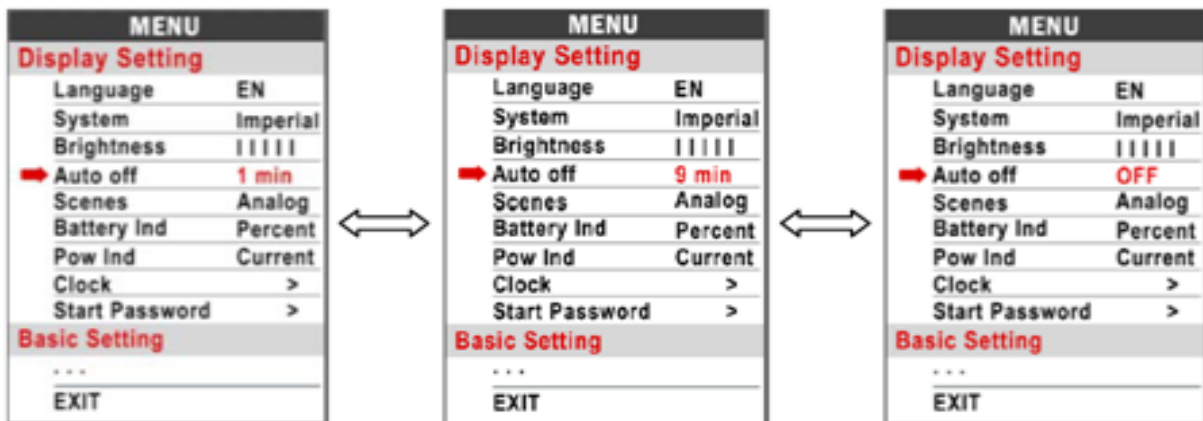 MENU
Display Setting
Language EN
System Imperial
Brightness | | | | |
Auto off 1 min
Scenes Analog
Battery Ind Percent
Pow Ind Current
Clock >
Start Password >
Basic Setting
...
EXIT
MENU
Display Setting
Language EN
System Imperial
Brightness | | | | |
Auto off 9 min
Scenes Analog
Battery Ind Percent
Pow Ind Current
Clock >
Start Password >
Basic Setting
...
EXIT
MENU
Display Setting
Language EN
System Imperial
Brightness | | | | |
Auto off OFF
Scenes Analog
Battery Ind Percent
Pow Ind Current
Clock >
Start Password >
Basic Setting
...
EXIT